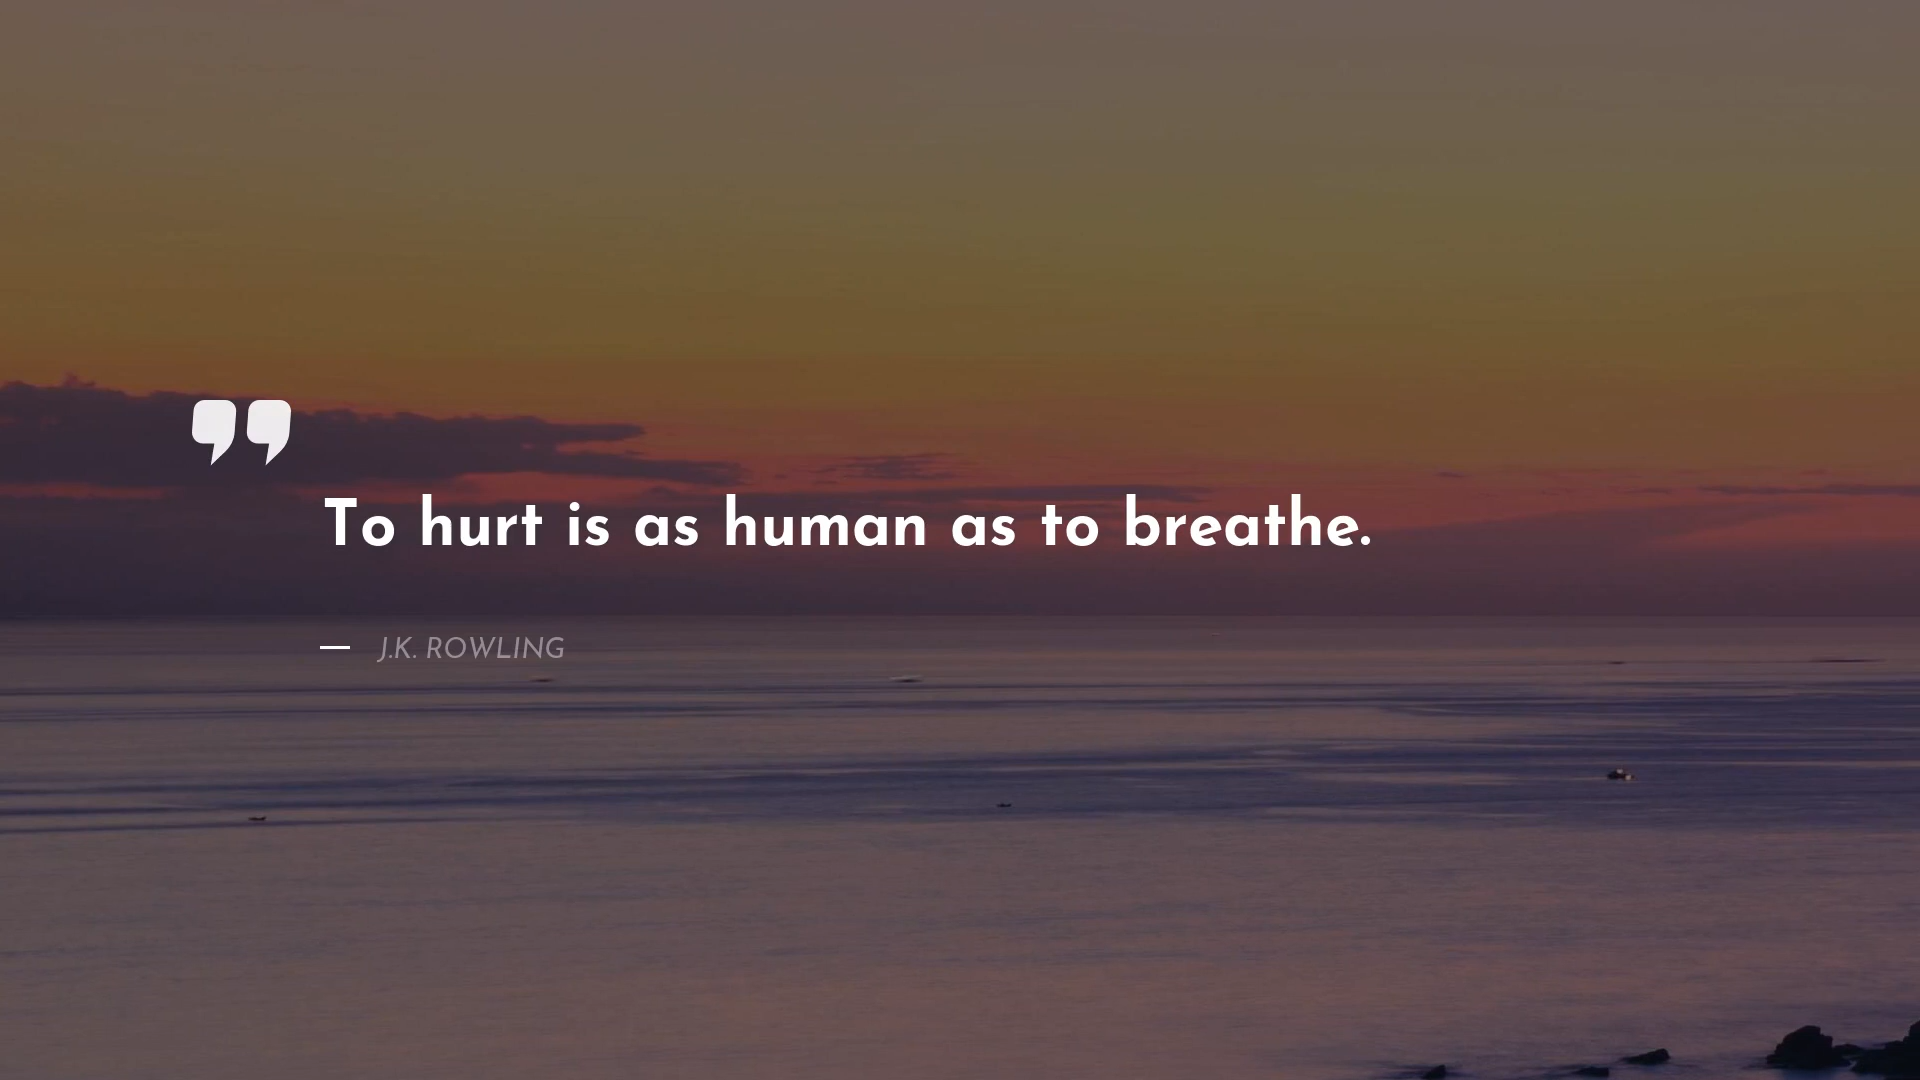 To hurt is as human as to breathe.
— J.K. ROWLING